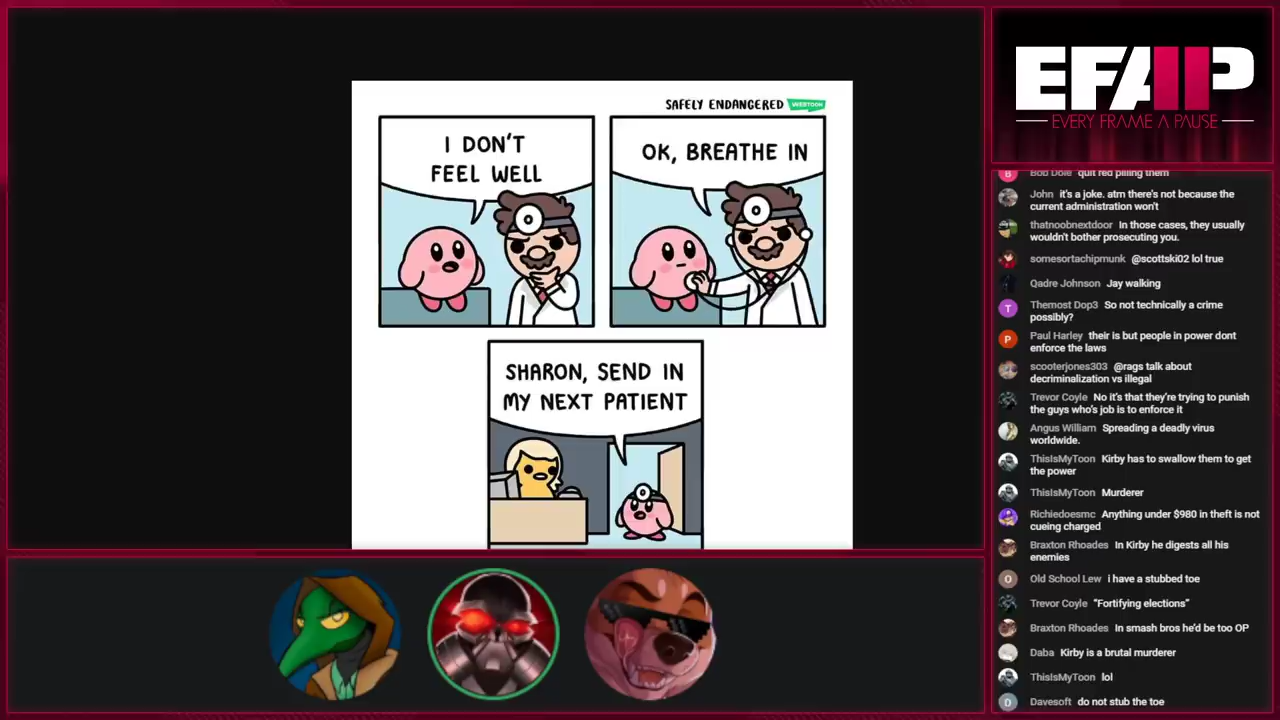 SAFELY ENDANGERED WEBTOON
I DON'T
FEEL WELL
OK, BREATHE IN
SHARON, SEND IN
MY NEXT PATIENT
EFAP
EVERY FRAME A PAUSE
Bob Dole quit red pilling them
John it's a joke. atm there's not because the
current administration won't
thatnoobnextdoor In those cases, they usually
wouldn't bother prosecuting you.
somesortachipmunk @scottski02 lol true
Qadre Johnson Jay walking
Themost Dop3 So not technically a crime
possibly?
Paul Harley their is but people in power dont
enforce the laws
scooterjones303 @rags talk about
decriminalization vs illegal
Trevor Coyle No it's that they're trying to punish
the guys who's job is to enforce it
Angus William Spreading a deadly virus
worldwide.
ThisIsMyToon Kirby has to swallow them to get
the power
ThisIsMyToon Murderer
Richiedoesmc Anything under $980 in theft is not
cueing charged
Braxton Rhoades In Kirby he digests all his
enemies
Old School Lew i have a stubbed toe
Trevor Coyle "Fortifying elections"
Braxton Rhoades In smash bros he'd be too OP
Daba Kirby is a brutal murderer
ThisIsMyToon lol
Davesoft do not stub the toe